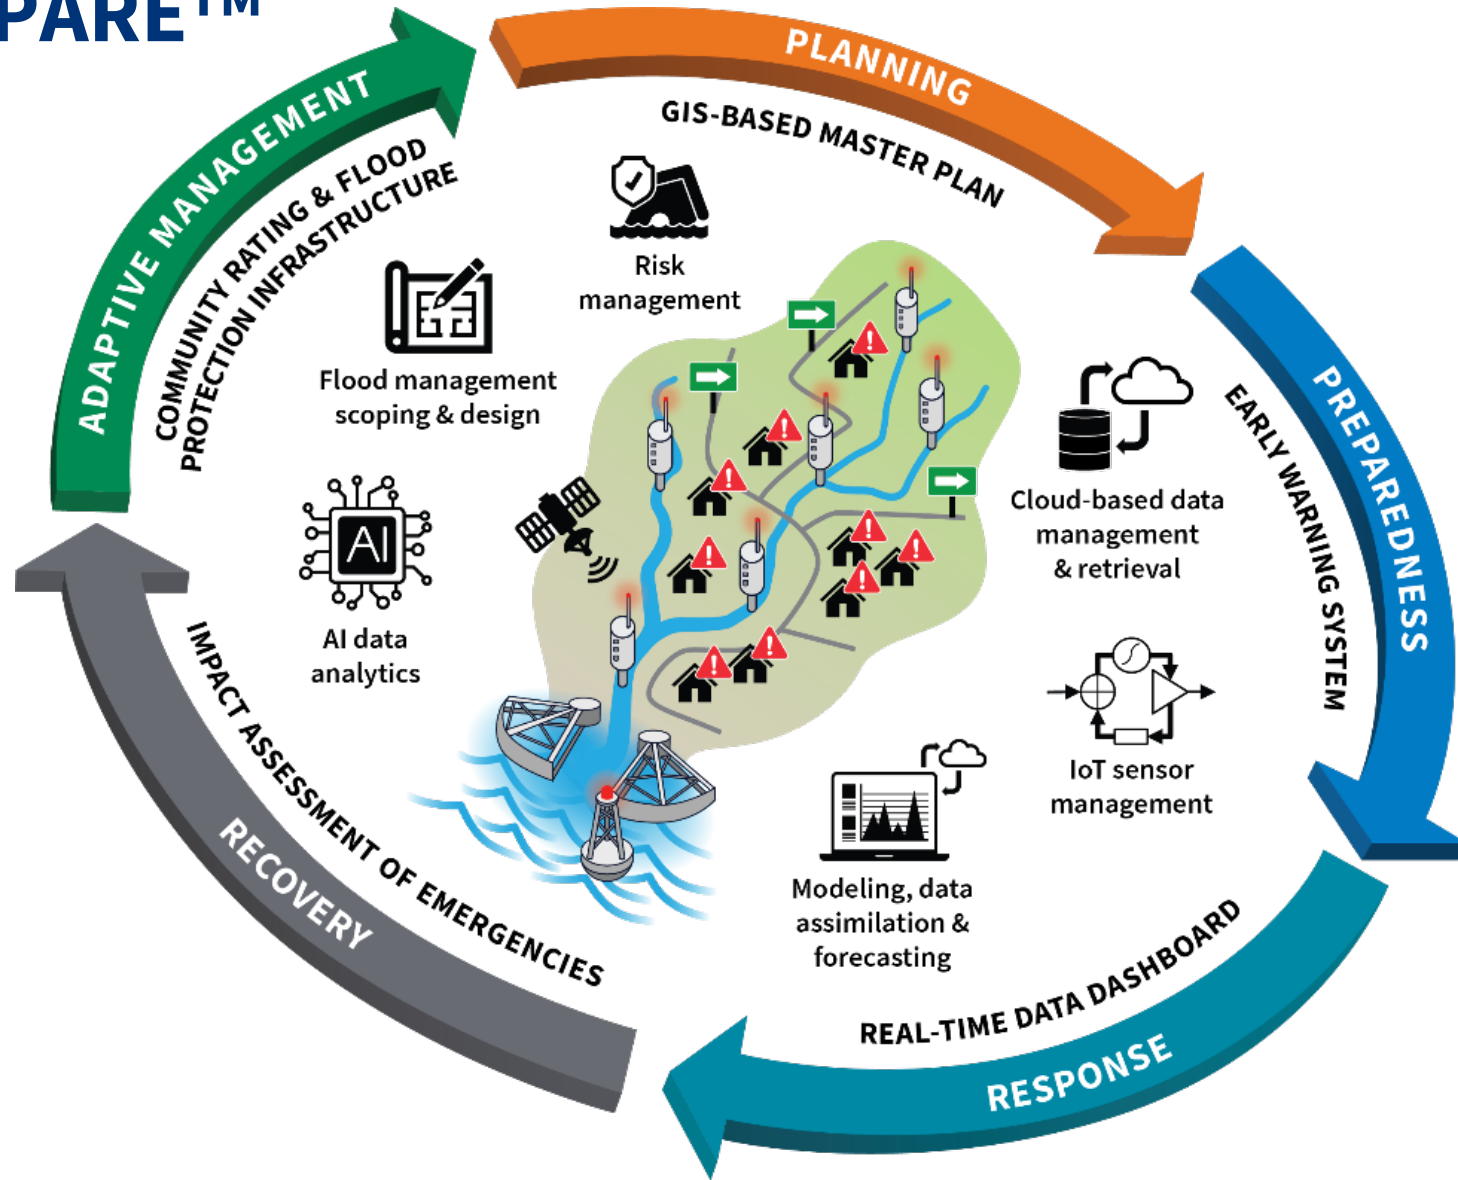 PARE™
PLANNING
GIS-BASED MASTER PLAN
ADAPTIVE MANAGEMENT
COMMUNITY RATING & FLOOD
PROTECTION INFRASTRUCTURE
Risk
management
Flood management
scoping & design
AI
AI data
analytics
PREPAREDNESS
EARLY WARNING SYSTEM
Cloud-based data
management
& retrieval
IoT sensor
management
Modeling, data
assimilation &
forecasting
REAL-TIME DATA DASHBOARD
RESPONSE
IMPACT ASSESSMENT OF EMERGENCIES
RECOVERY